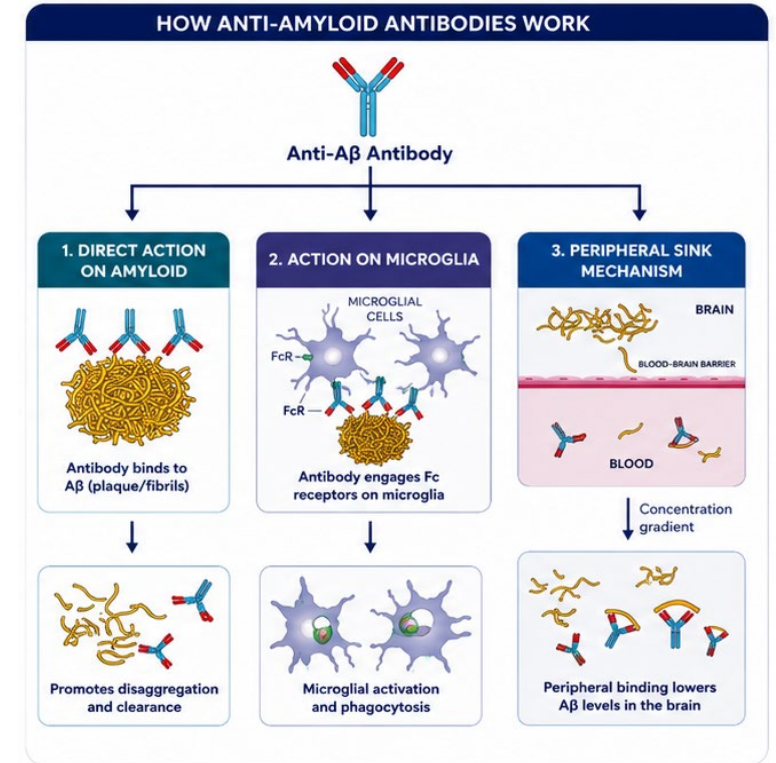 HOW ANTI-AMYLOID ANTIBODIES WORK
Anti-Aβ Antibody
1. DIRECT ACTION
ON AMYLOID
Antibody binds to
Aβ (plaque/fibrils)
Promotes disaggregation
and clearance
2. ACTION ON MICROGLIA
MICROGLIAL
CELLS
FcR
FcR
Antibody engages Fc
receptors on microglia
Microglial activation
and phagocytosis
3. PERIPHERAL SINK
MECHANISM
BRAIN
BLOOD-BRAIN BARRIER
BLOOD
Concentration
gradient
Peripheral binding lowers
Aβ levels in the brain